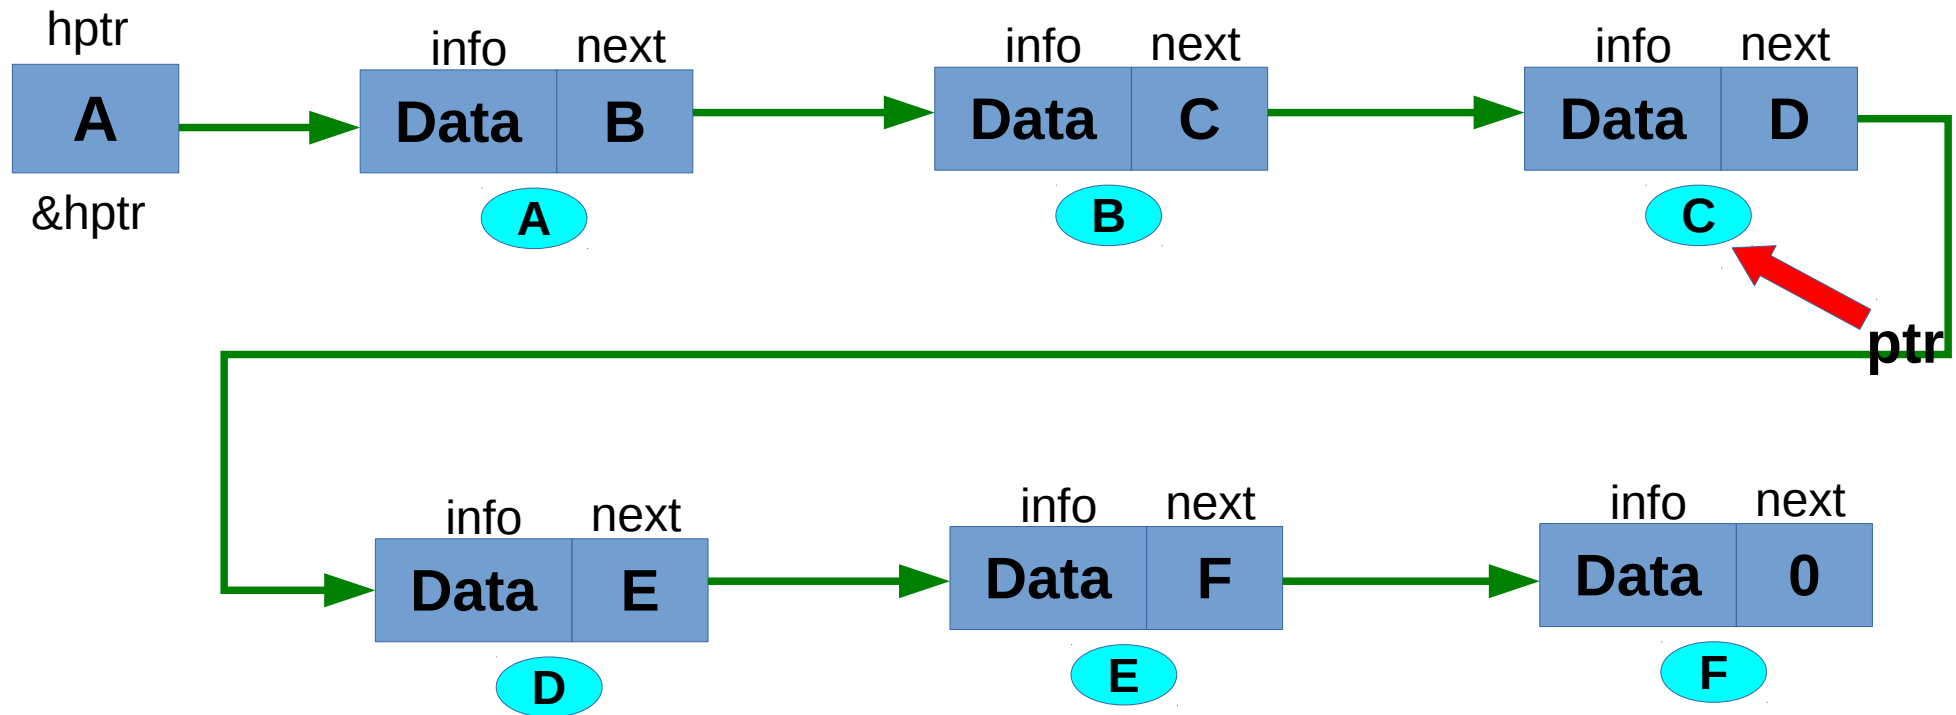 hptr info next info next info next
A Data B Data C Data D
&hptr A B C
ptr
info next info next info next
Data E Data F Data 0
D E F